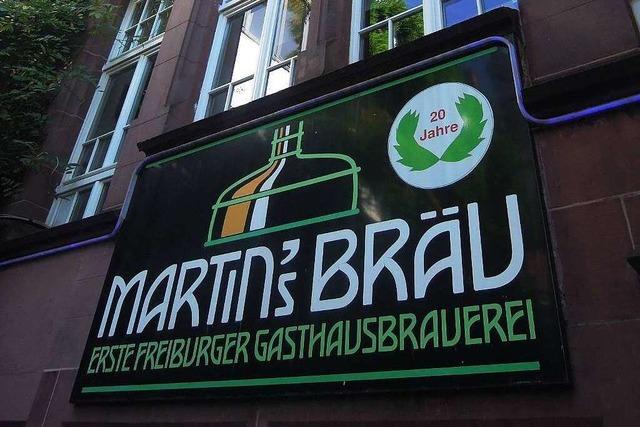 20
Jahre
MARTIN's BRÄU
ERSTE FREIBURGER GASTHAUSBRAUEREI